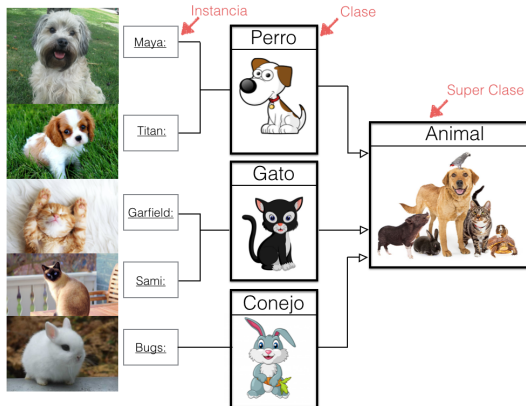 Instancia
Clase
Maya:
Perro
Super Clase
Titan:
Animal
Gato
Garfield:
Sami:
Conejo
Bugs: